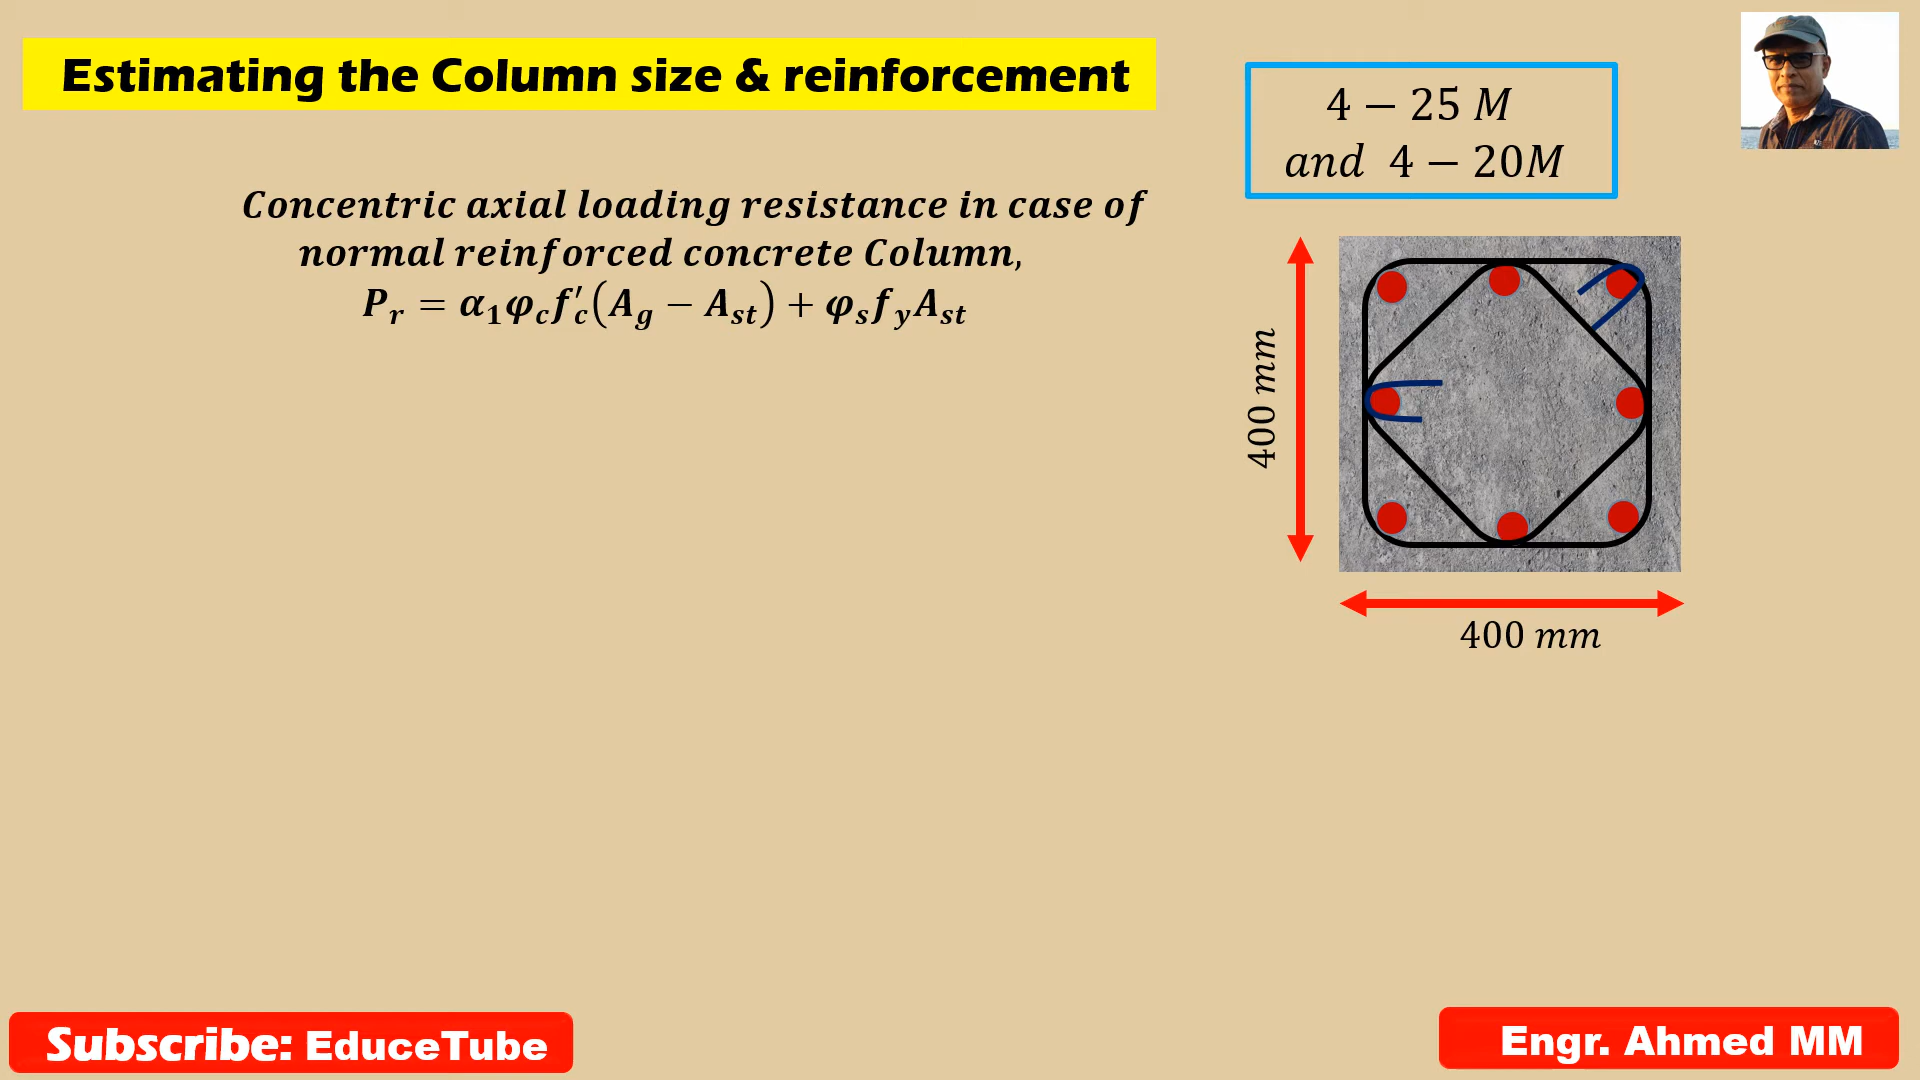 Estimating the Column size & reinforcement
4 − 25 M
and 4 − 20M
Concentric axial loading resistance in case of
normal reinforced concrete Column,
P_r = α_1φ_c f'_c(A_g − A_st) + φ_s f_y A_st
400 mm
400 mm
Subscribe: EduceTube
Engr. Ahmed MM